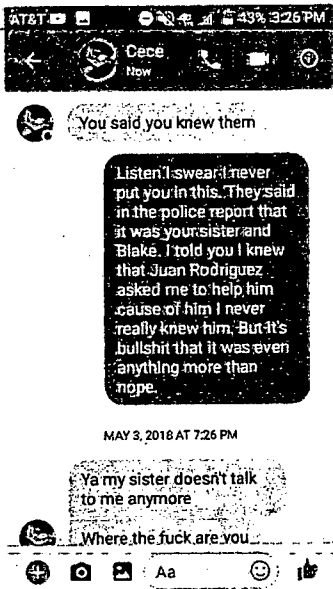 AT&T 43% 3:26 PM
Cece
Now
You said you knew them
Listen I swear I never
put you in this. They said
in the police report that
it was your sister and
Blake. I told you I knew
that Juan Rodriguez
asked me to help him
cause of him I never
really knew him. But it's
bullshit that it was even
anything more than
nope.
MAY 3, 2018 AT 7:26 PM
Ya my sister doesn't talk
to me anymore
Where the fuck are you
Aa